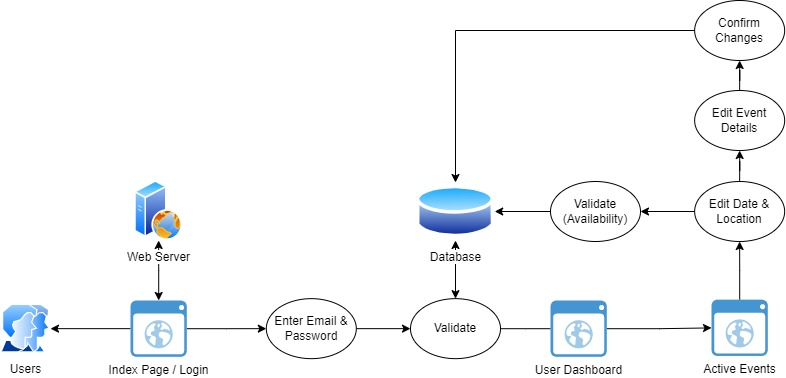 Confirm
Changes
Edit Event
Details
Validate
(Availability)
Edit Date &
Location
Web Server
Database
Enter Email &
Password
Validate
Users
Index Page / Login
User Dashboard
Active Events